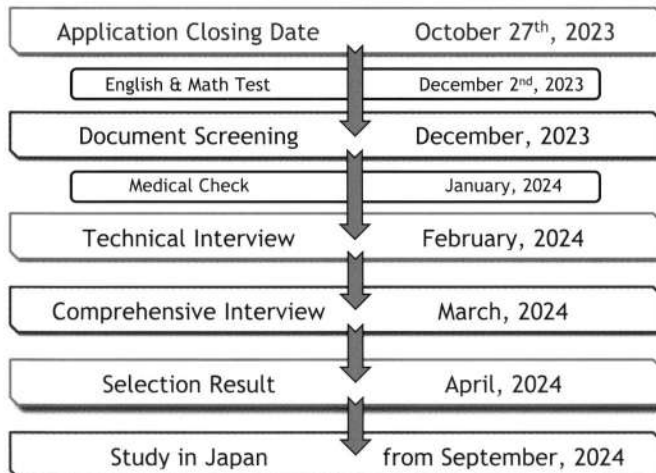 Application Closing Date October 27th, 2023
English & Math Test December 2nd, 2023
Document Screening December, 2023
Medical Check January, 2024
Technical Interview February, 2024
Comprehensive Interview March, 2024
Selection Result April, 2024
Study in Japan from September, 2024